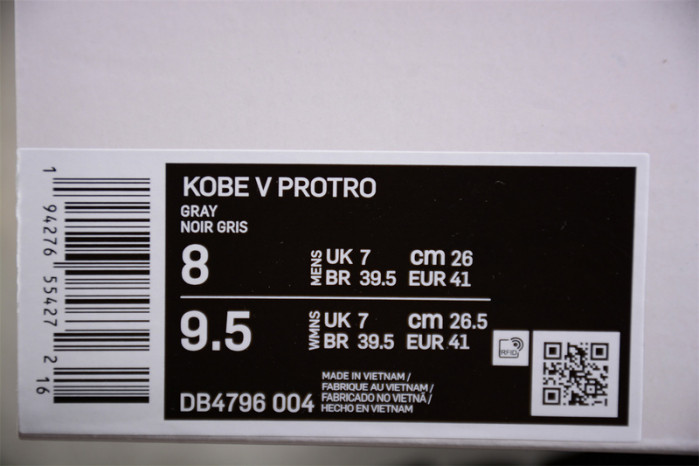 KOBE V PROTRO
GRAY
NOIR GRIS
8
MENS
UK 7 cm 26
BR 39.5 EUR 41
9.5
WMNS
UK 7 cm 26.5
BR 39.5 EUR 41
RFID
MADE IN VIETNAM /
FABRIQUE AU VIETNAM /
FABRICADO NO VIETNÃ /
HECHO EN VIETNAM
DB4796 004
1 94276 55427 2 16